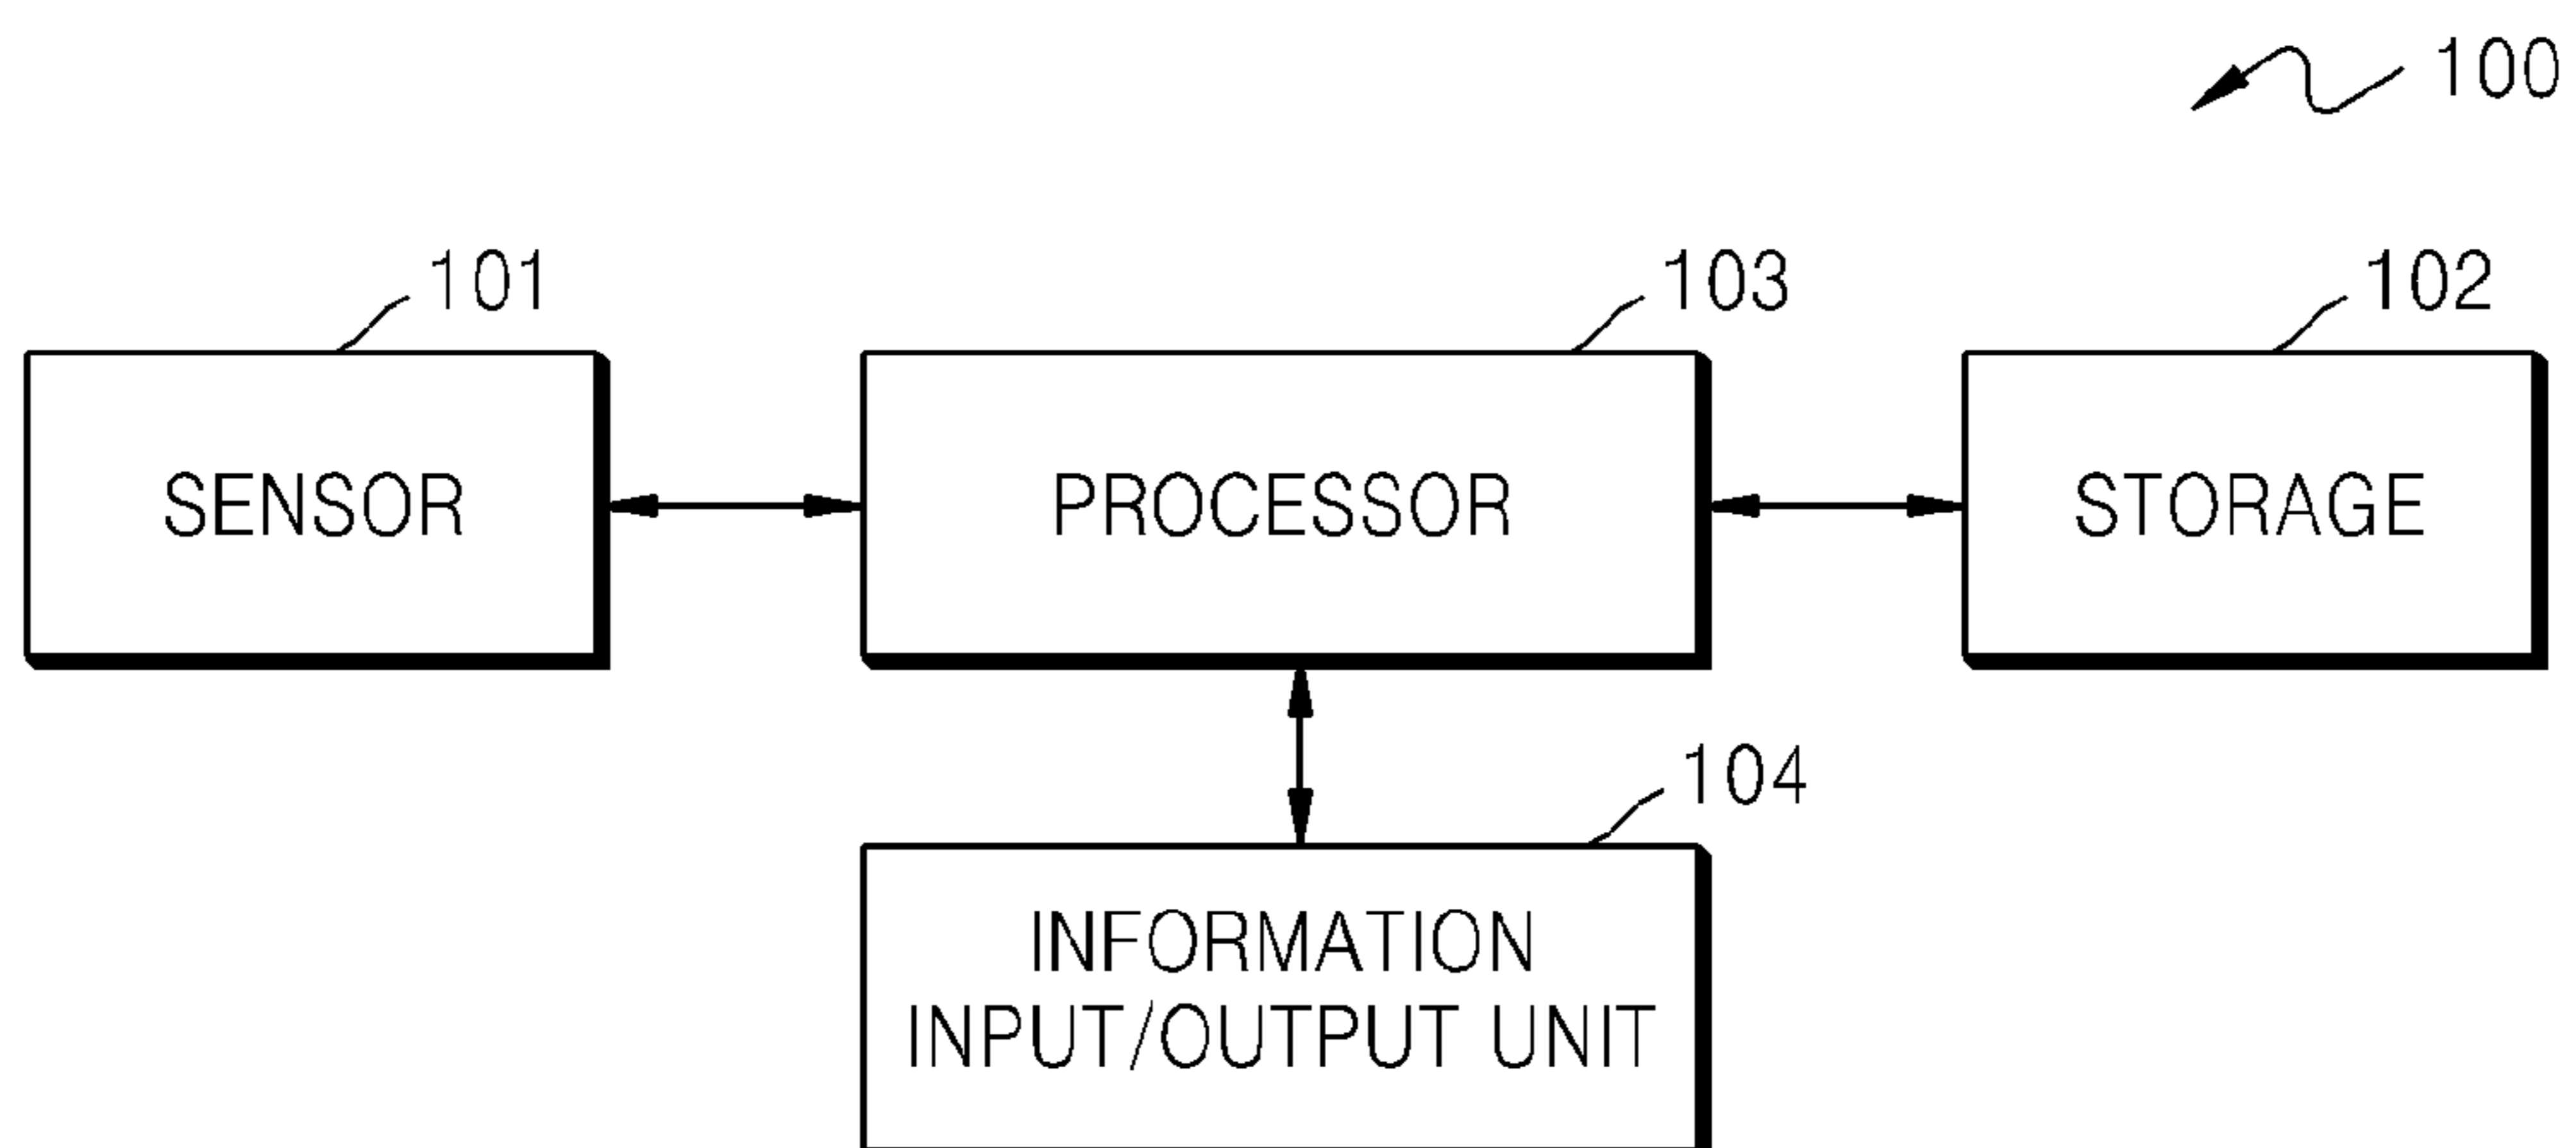 100
101
103
102
SENSOR
PROCESSOR
STORAGE
104
INFORMATION
INPUT/OUTPUT UNIT